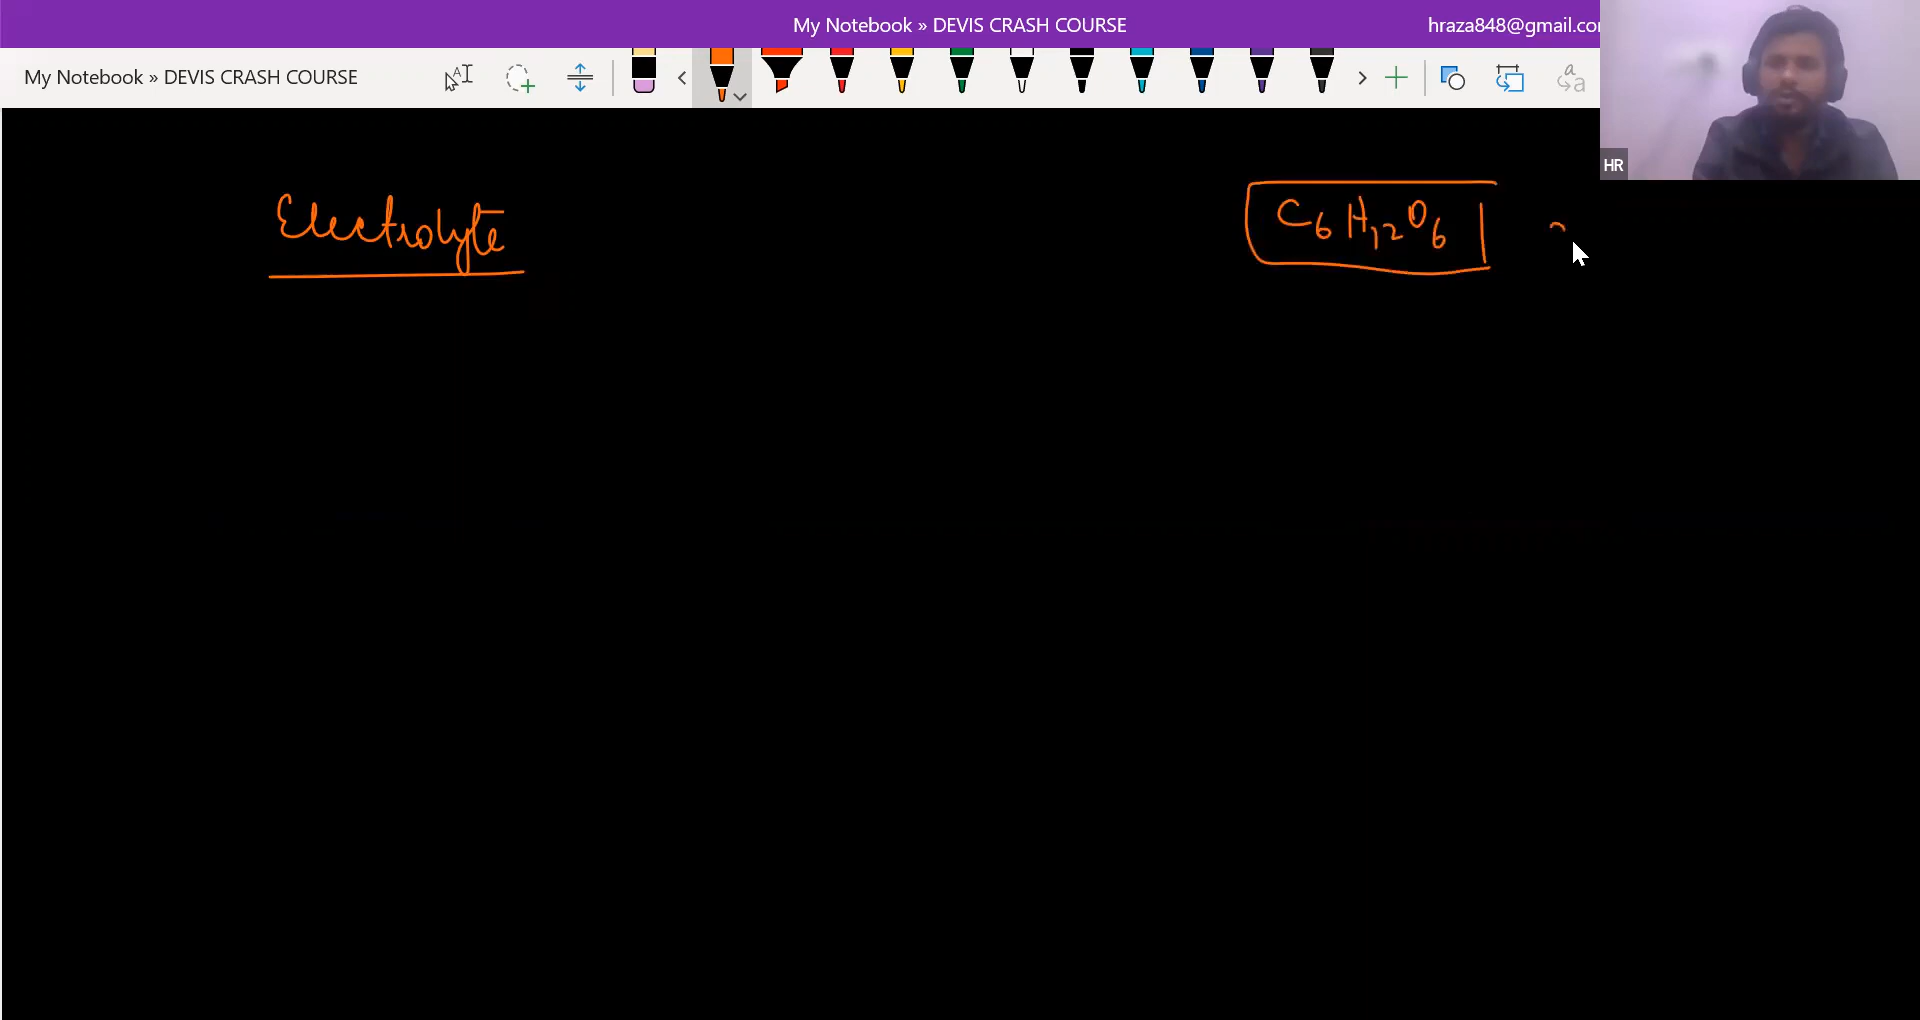 My Notebook » DEVIS CRASH COURSE
hraza848@gmail.co
My Notebook » DEVIS CRASH COURSE
HR
Electrolyte
C₆H₁₂O₆